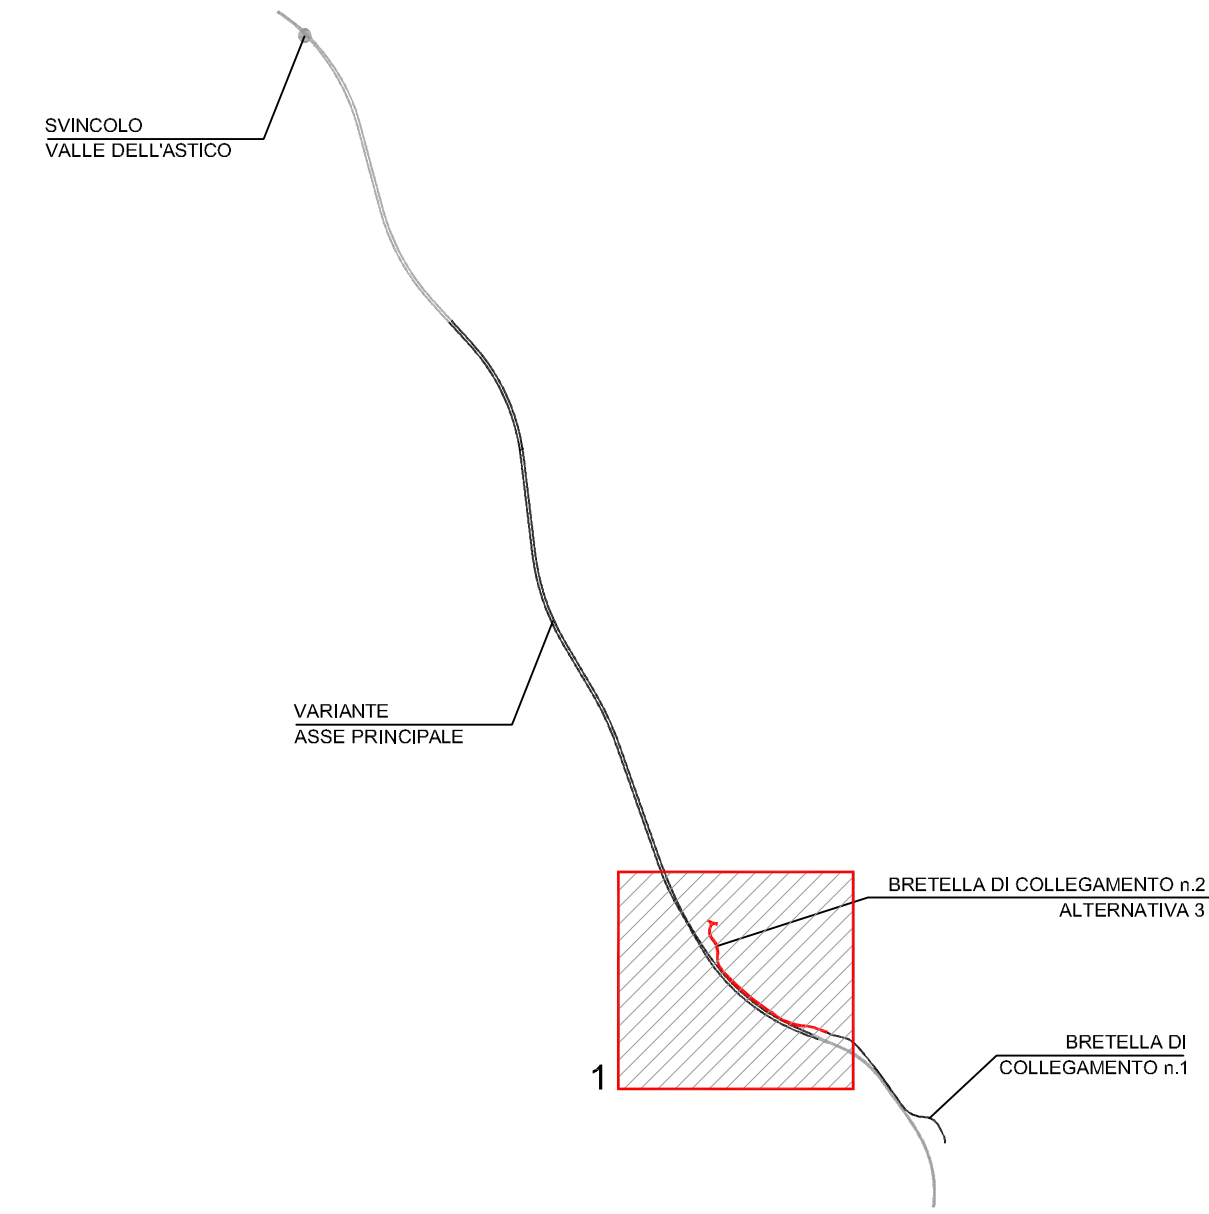 SVINCOLO
VALLE DELL'ASTICO
VARIANTE
ASSE PRINCIPALE
BRETELLA DI COLLEGAMENTO n.2
ALTERNATIVA 3
BRETELLA DI
COLLEGAMENTO n.1
1